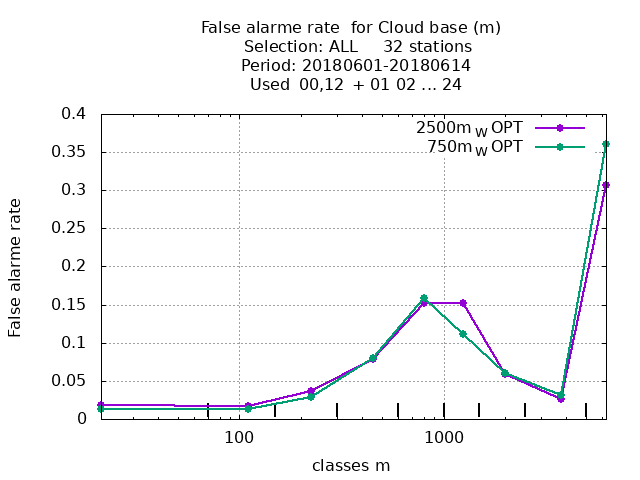 False alarme rate  for Cloud base (m)
Selection: ALL     32 stations
Period: 20180601-20180614
Used  00,12  + 01 02 ... 24
2500m_W OPT
750m_W OPT
0.4
0.35
0.3
0.25
0.2
0.15
0.1
0.05
0
False alarme rate
100 1000
classes m